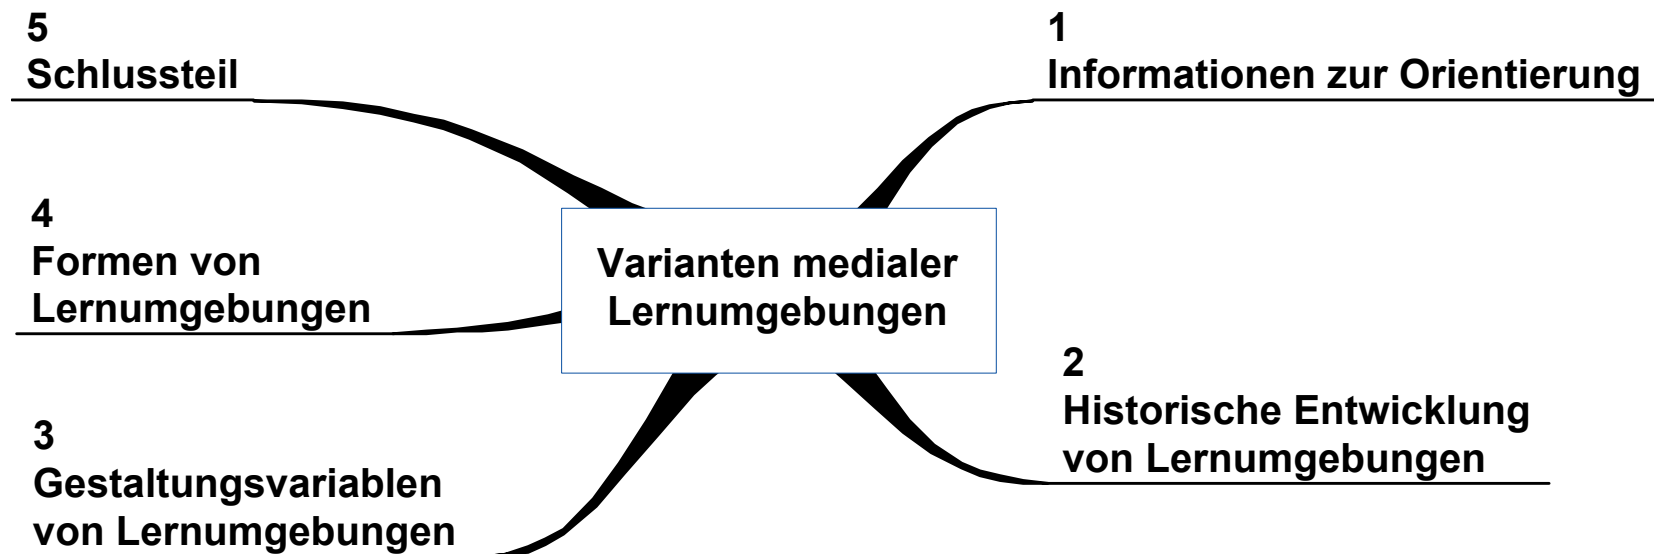 Varianten medialer
Lernumgebungen
1
Informationen zur Orientierung
2
Historische Entwicklung
von Lernumgebungen
3
Gestaltungsvariablen
von Lernumgebungen
4
Formen von
Lernumgebungen
5
Schlussteil